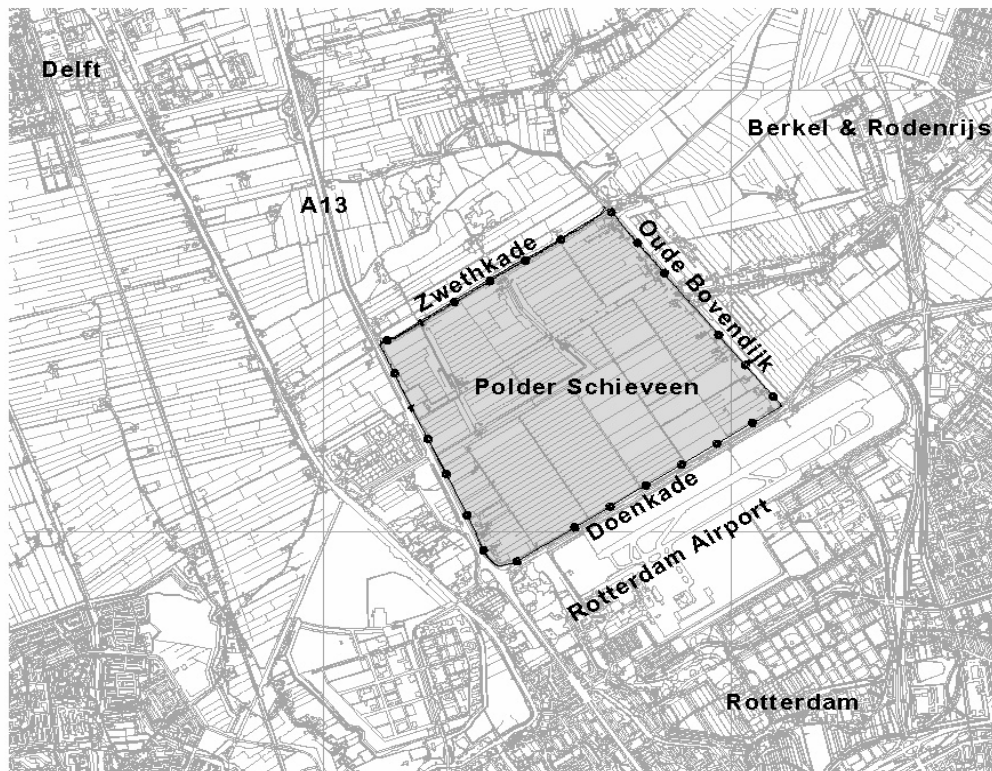 Delft
Berkel & Rodenrijs
A13
Zwethkade
Oude Bovendijk
Polder Schieveen
Doenkade
Rotterdam Airport
Rotterdam